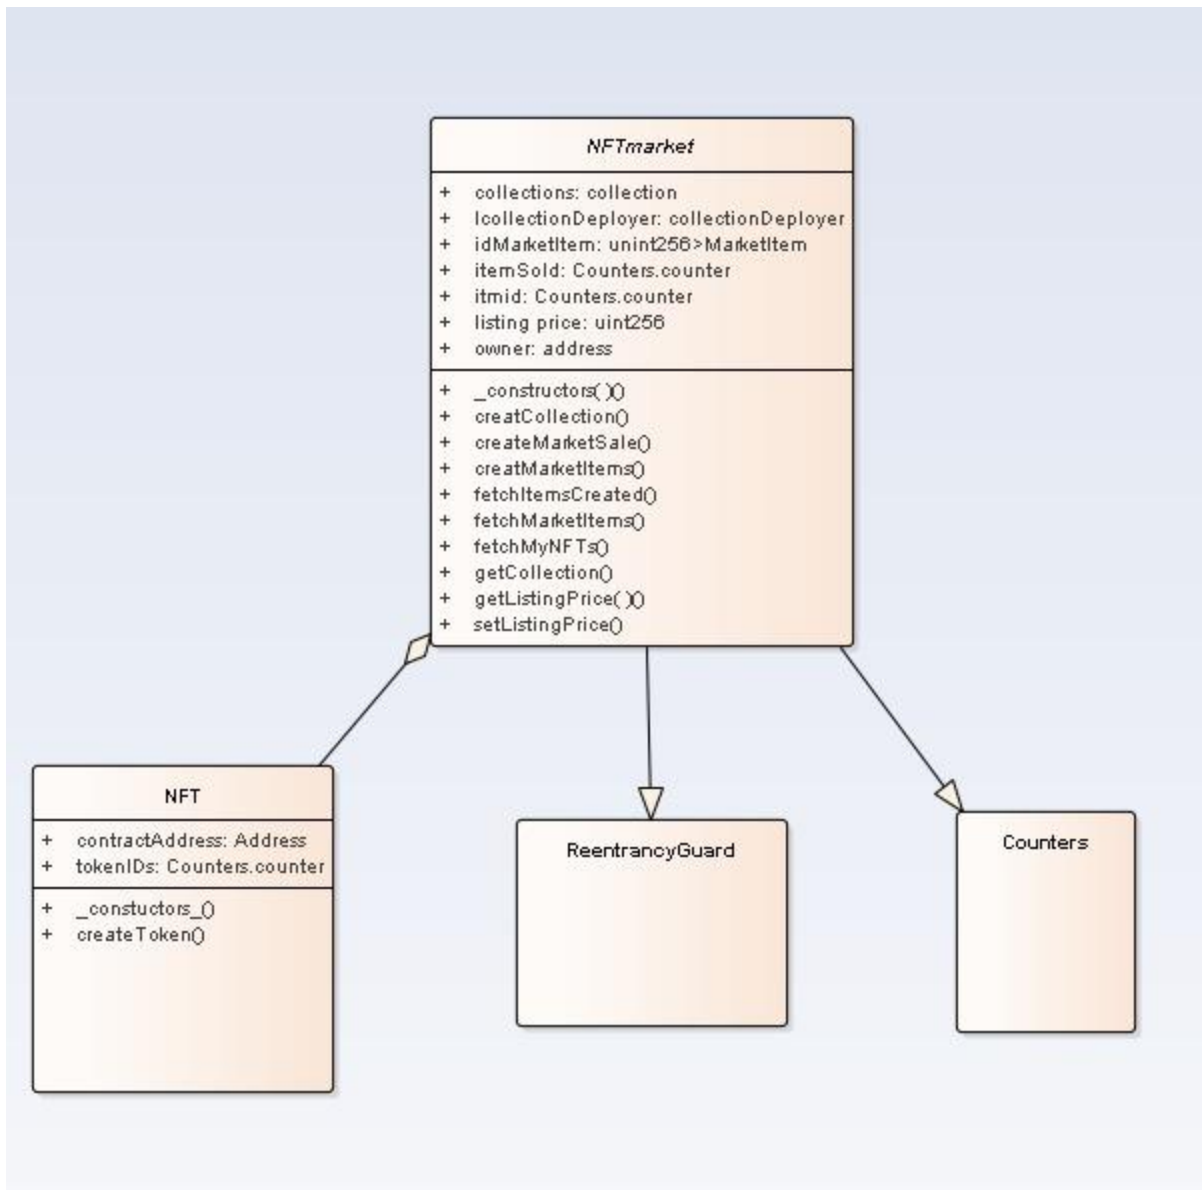 NFTmarket
+ collections: collection
+ IcollectionDeployer: collectionDeployer
+ idMarketItem: unint256>MarketItem
+ itemSold: Counters.counter
+ itmid: Counters.counter
+ listing price: uint256
+ owner: address
+ _constructors( )()
+ creatCollection()
+ createMarketSale()
+ creatMarketItems()
+ fetchItemsCreated()
+ fetchMarketItems()
+ fetchMyNFTs()
+ getCollection()
+ getListingPrice( )()
+ setListingPrice()
NFT
+ contractAddress: Address
+ tokenIDs: Counters.counter
+ _constuctors_()
+ createToken()
ReentrancyGuard
Counters